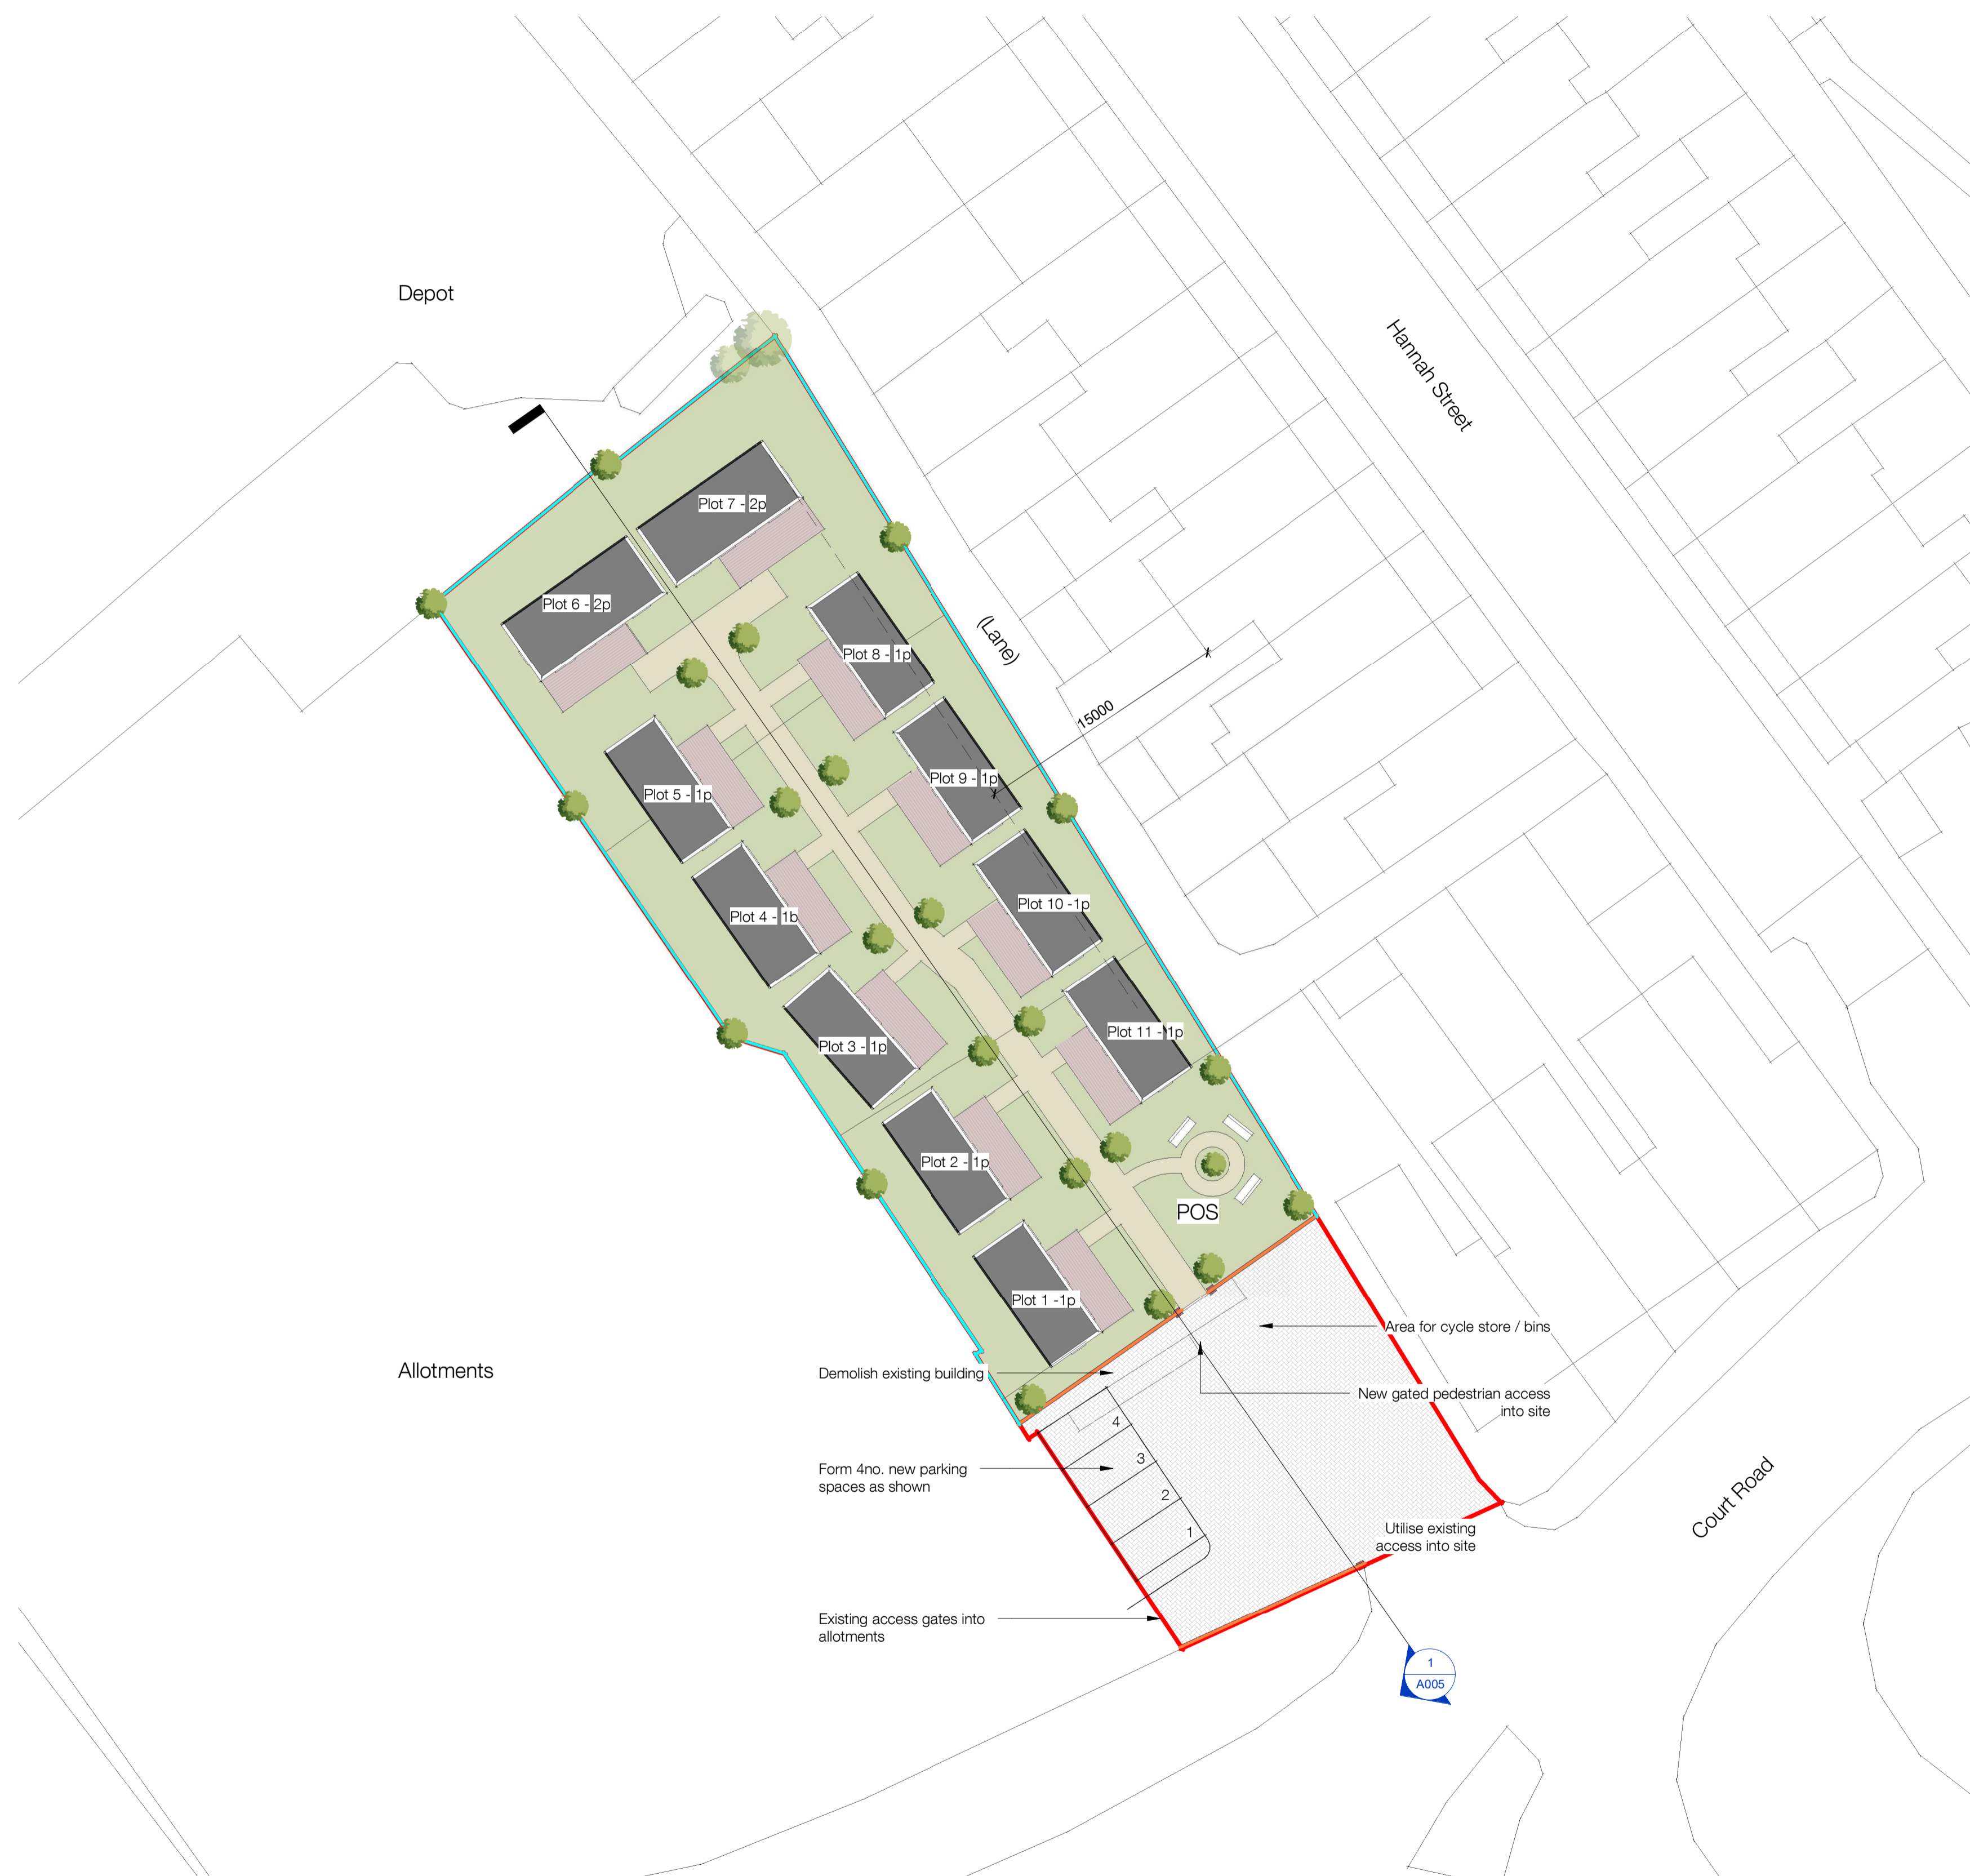 Depot
Hannah Street
(Lane)
15000
Plot 7 - 2p
Plot 6 - 2p
Plot 8 - 1p
Plot 9 - 1p
Plot 5 - 1p
Plot 10 -1p
Plot 4 - 1b
Plot 11 - 1p
Plot 3 - 1p
Plot 2 - 1p
POS
Plot 1 -1p
Allotments
Area for cycle store / bins
Demolish existing building
New gated pedestrian access
into site
4
3
2
1
Form 4no. new parking
spaces as shown
Court Road
Utilise existing
access into site
Existing access gates into
allotments
1
A005